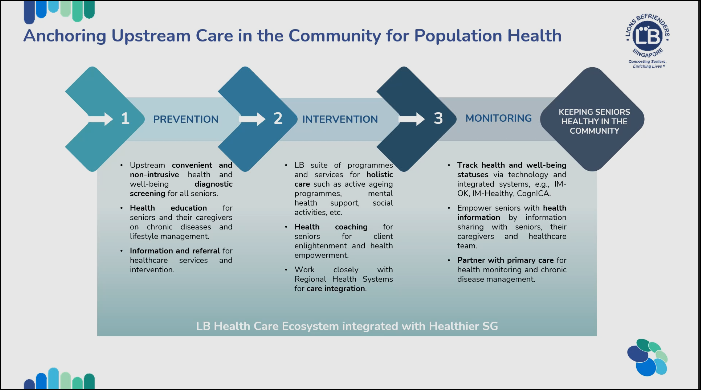 Anchoring Upstream Care in the Community for Population Health
LIONS BEFRIENDERS
LB
SINGAPORE
Connecting Seniors,
Enriching Lives
1
PREVENTION
2
INTERVENTION
3
MONITORING
KEEPING SENIORS
HEALTHY IN THE
COMMUNITY
• Upstream convenient and
non-intrusive health and
well-being diagnostic
screening for all seniors.
• Health education for
seniors and their caregivers
on chronic diseases and
lifestyle management.
• Information and referral for
healthcare services and
intervention.
• LB suite of programmes
and services for holistic
care such as active ageing
programmes, mental
health support, social
activities, etc.
• Health coaching for
seniors for client
enlightenment and health
empowerment.
• Work closely with
Regional Health Systems
for care integration.
• Track health and well-being
statuses via technology and
integrated systems, e.g., IM-
OK, IM-Healthy, CognICA.
• Empower seniors with health
information by information
sharing with seniors, their
caregivers and healthcare
team.
• Partner with primary care for
health monitoring and chronic
disease management.
LB Health Care Ecosystem integrated with Healthier SG